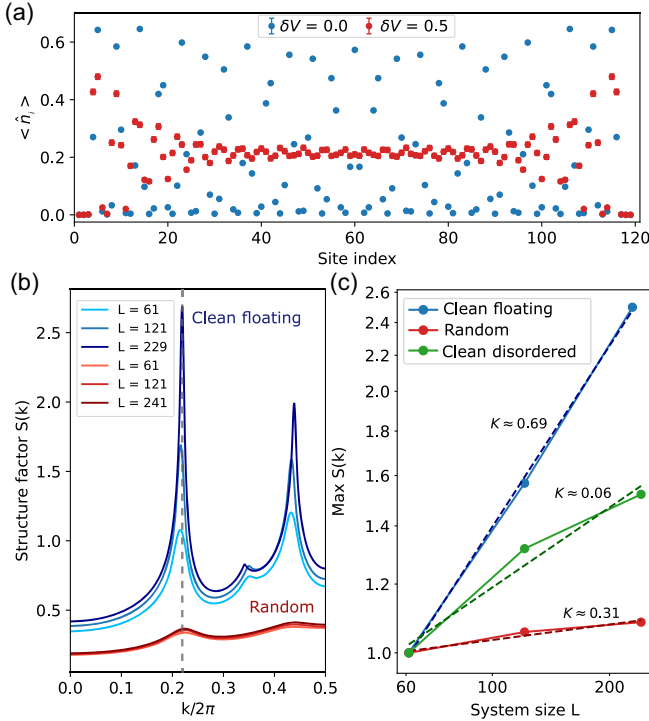 (a)
δV = 0.0 δV = 0.5
0.6
0.4
0.2
0.0
< n̂ᵢ >
0 20 40 60 80 100 120
Site index
(b)
L = 61
L = 121
L = 229
L = 61
L = 121
L = 241
Clean floating
Random
2.5
2.0
1.5
1.0
0.5
Structure factor S(k)
0.0 0.1 0.2 0.3 0.4 0.5
k/2π
(c)
Clean floating
Random
Clean disordered
K ≈ 0.69
K ≈ 0.06
K ≈ 0.31
2.6
2.4
2.2
2.0
1.8
1.6
1.4
1.2
1.0
Max S(k)
60 100 200
System size L